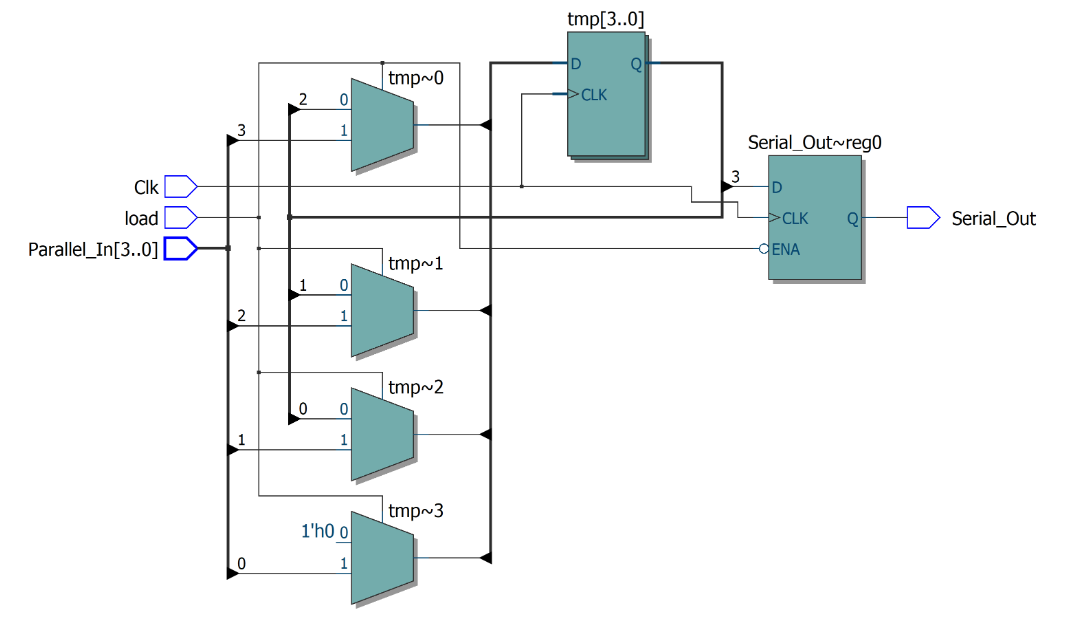 tmp[3..0]
D
Q
CLK
tmp~0
2
0
3
1
Serial_Out~reg0
3
D
CLK
Q
ENA
Clk
load
Parallel_In[3..0]
Serial_Out
tmp~1
1
0
2
1
tmp~2
0
0
1
1
tmp~3
1'h0
0
0
1